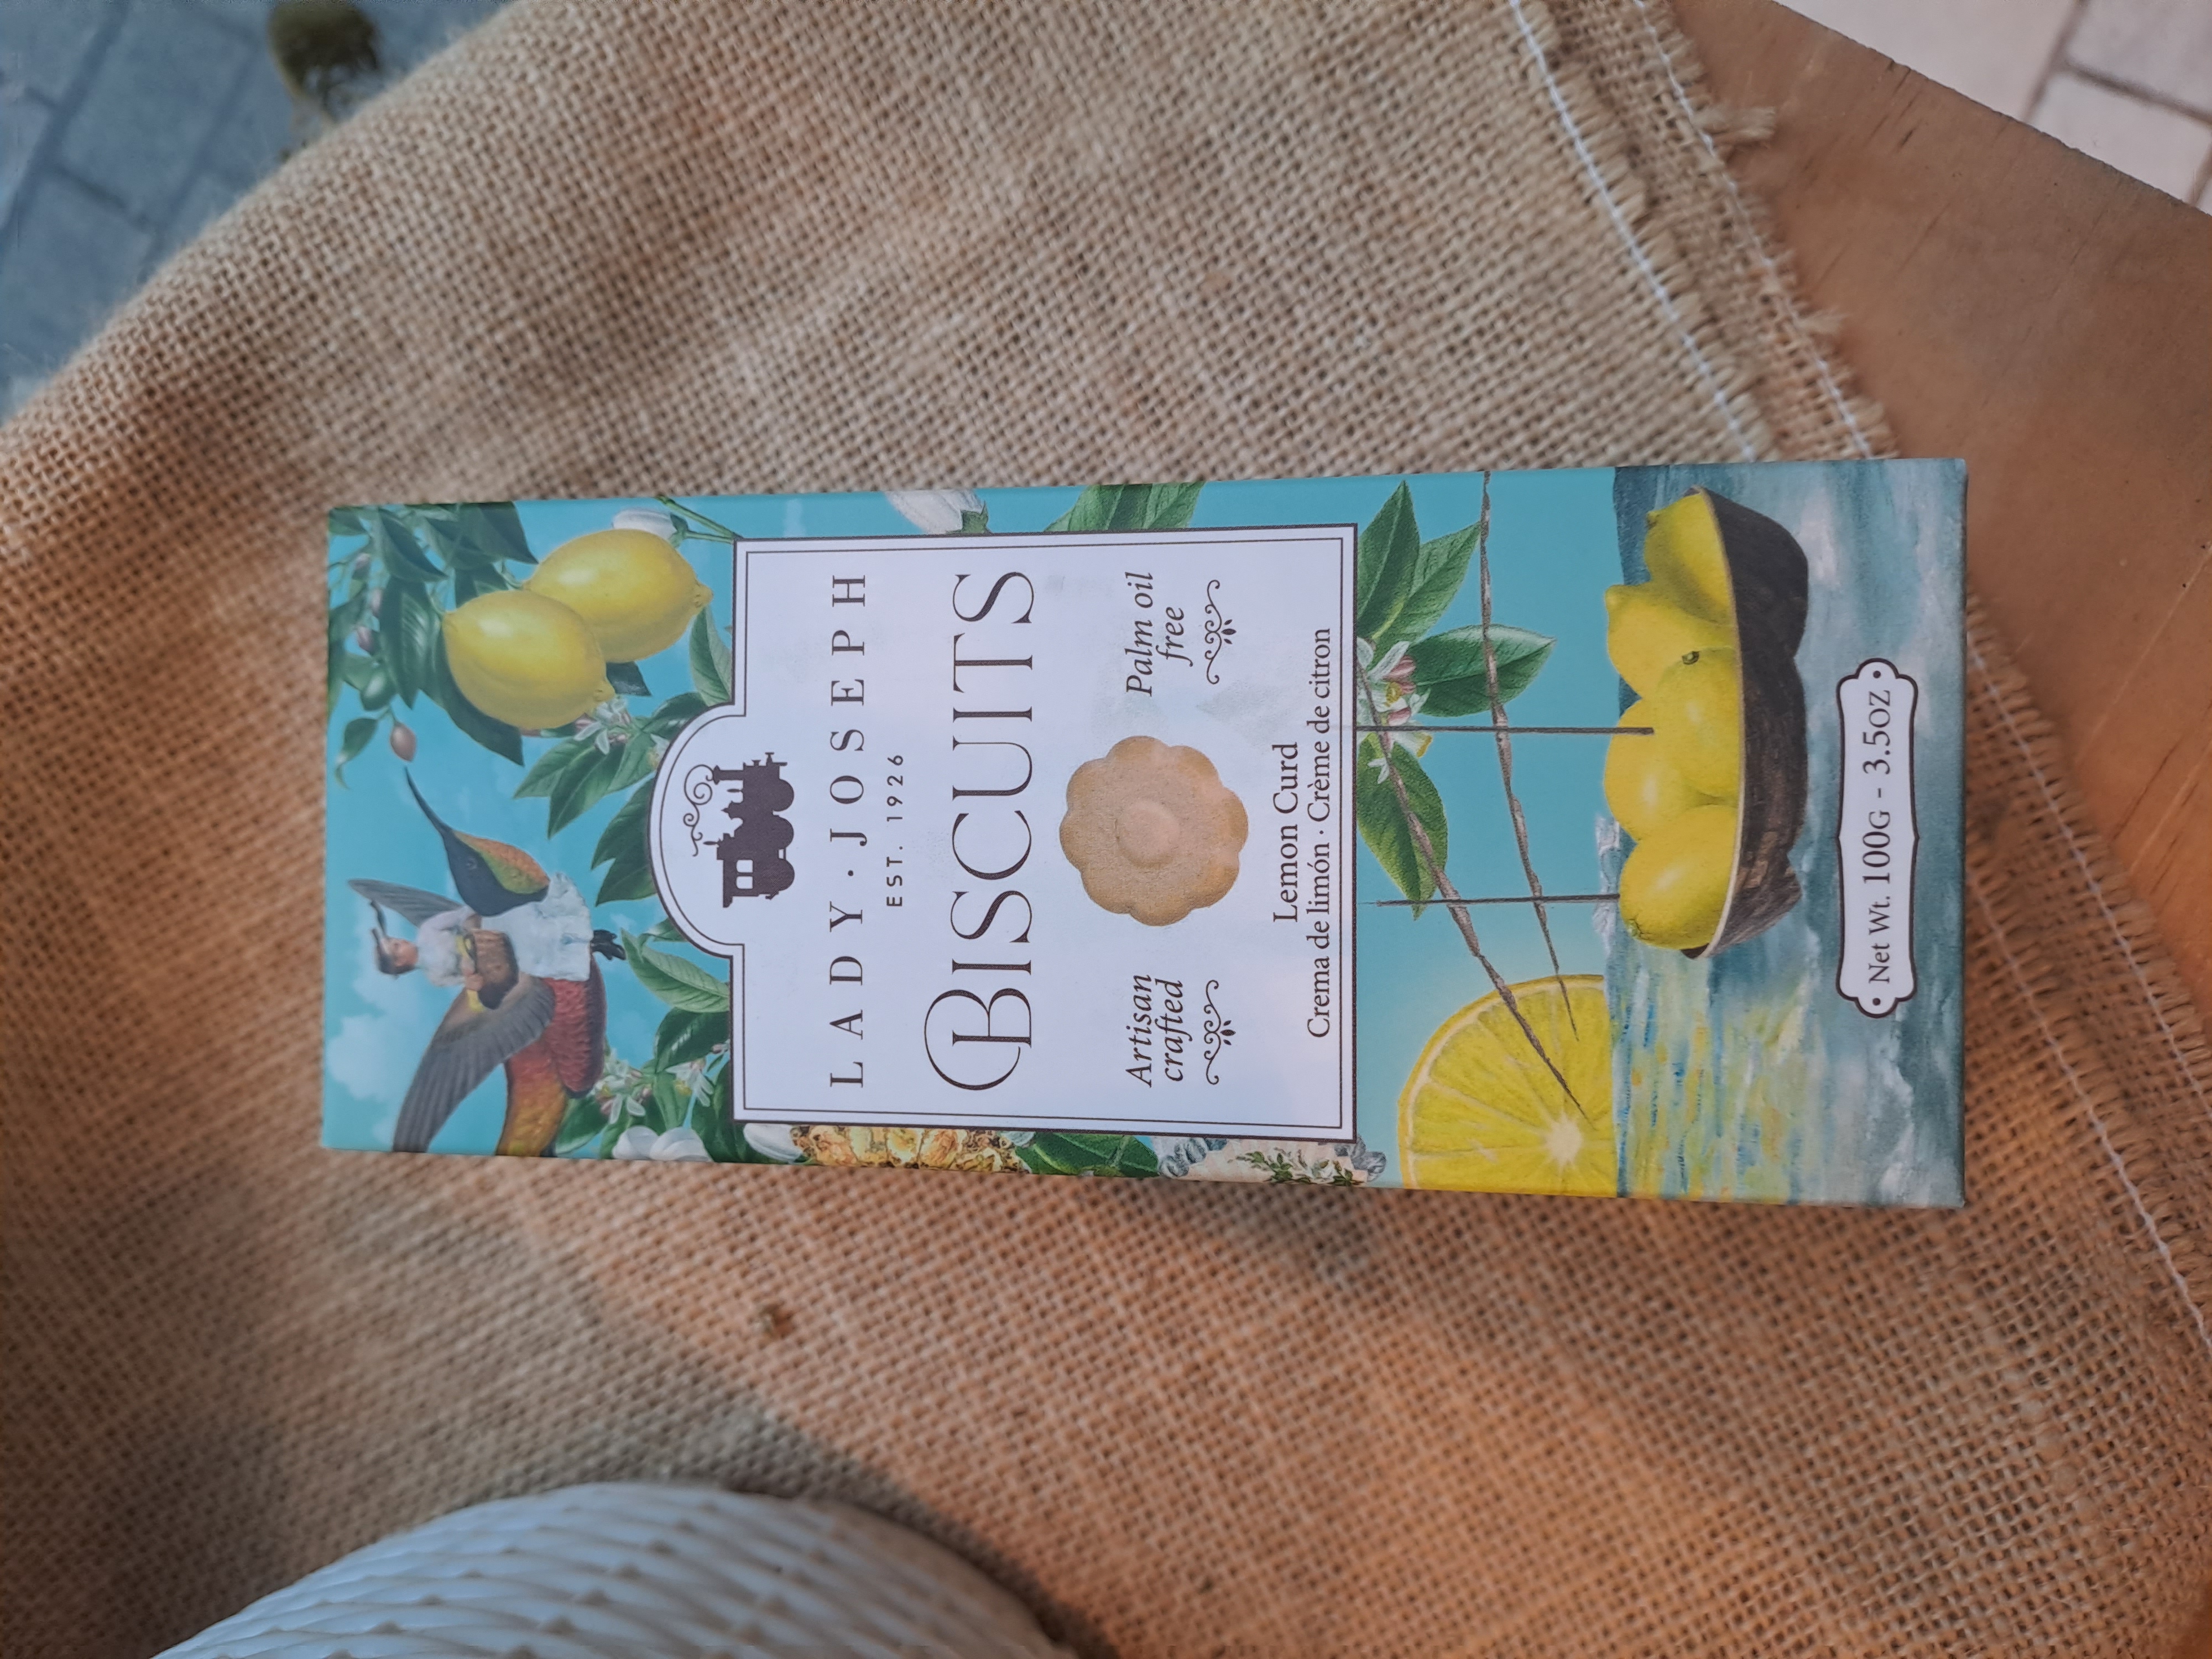 LADY·JOSEPH
EST. 1926
BISCUITS
Artisan
crafted
Palm oil
free
Lemon Curd
Crema de limón · Crème de citron
Net Wt. 100G - 3.5OZ